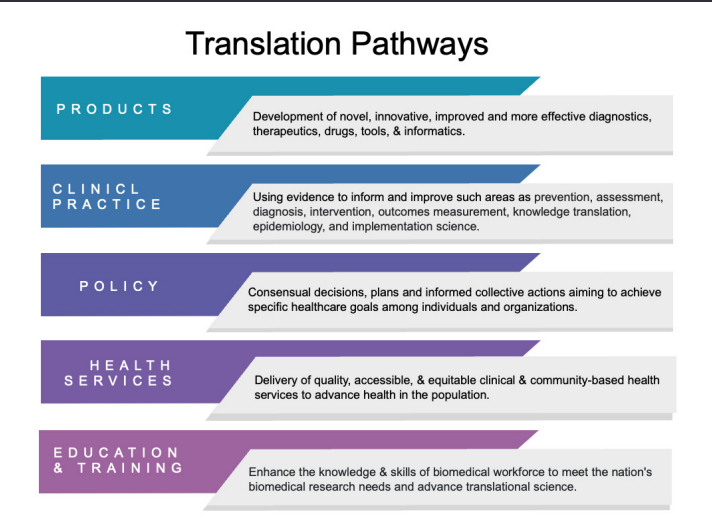 Translation Pathways
PRODUCTS
Development of novel, innovative, improved and more effective diagnostics,
therapeutics, drugs, tools, & informatics.
CLINICL
PRACTICE
Using evidence to inform and improve such areas as prevention, assessment,
diagnosis, intervention, outcomes measurement, knowledge translation,
epidemiology, and implementation science.
POLICY
Consensual decisions, plans and informed collective actions aiming to achieve
specific healthcare goals among individuals and organizations.
HEALTH
SERVICES
Delivery of quality, accessible, & equitable clinical & community-based health
services to advance health in the population.
EDUCATION
& TRAINING
Enhance the knowledge & skills of biomedical workforce to meet the nation's
biomedical research needs and advance translational science.